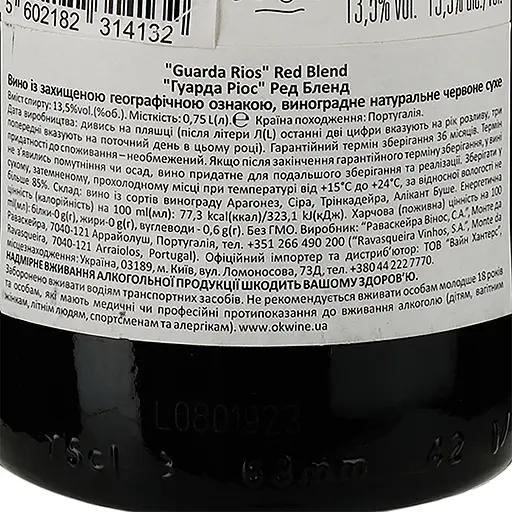 13,5%vol.
5 602182 314132
"Guarda Rios" Red Blend
"Гуарда Ріос" Ред Бленд
Вино із захищеною географічною ознакою, виноградне натуральне червоне сухе
Вміст спирту: 13,5%vol.(%об.). Місткість: 0,75 L(л).℮ Країна походження: Португалія.
Дата виробництва: дивись на пляшці (після літери Л(L) останні дві цифри вказують на рік розливу, три
попередні вказують на поточний день в цьому році). Гарантійний термін зберігання 36 місяців. Термін
придатності до споживання – необмежений. Якщо після закінчення гарантійного терміну зберігання, у вині
не з'явились помутніння чи осад, вино придатне для подальшого зберігання та реалізації. Зберігати у
сухому, затемненому, прохолодному місці при температурі від +15°C до +24°C, за відносної вологості не
більше 85%. Склад: вино із сортів винограду Арагонез, Сіра, Трінкадейра, Алікант Буше. Енергетична
цінність (калорійність) на 100 ml(мл): 77,3 kcal(ккал)/323,1 kJ(кДж). Харчова (поживна) цінність на 100
ml(мл): білки-0 g(г), жири-0 g(г), вуглеводи - 0,6 g(г). Без ГМО. Виробник: "Раваскейра Вінос, С.А.", Монте да
Раваскейра, 7040-121 Аррайолуш, Португалія, тел. +351 266 490 200 ("Ravasqueira Vinhos, S.A.", Monte da
Ravasqueira, 7040-121 Arraiolos, Portugal). Офіційний імпортер та дистриб'ютор: ТОВ "Вайн Хантерс",
місцезнаходження: Україна, 03189, м. Київ, вул. Ломоносова, 73Д, тел. +380 44 222 7770.
НАДМІРНЕ ВЖИВАННЯ АЛКОГОЛЬНОЇ ПРОДУКЦІЇ ШКОДИТЬ ВАШОМУ ЗДОРОВ'Ю.
Заборонено вживати водіям транспортних засобів. Не рекомендується вживати особам молодше 18 років
та особам, які мають медичні чи професійні протипоказання до вживання алкоголю (дітям, вагітним
жінкам, літнім людям, спортсменам та алергікам). www.okwine.ua
L0801923
75cl 3 63mm 42